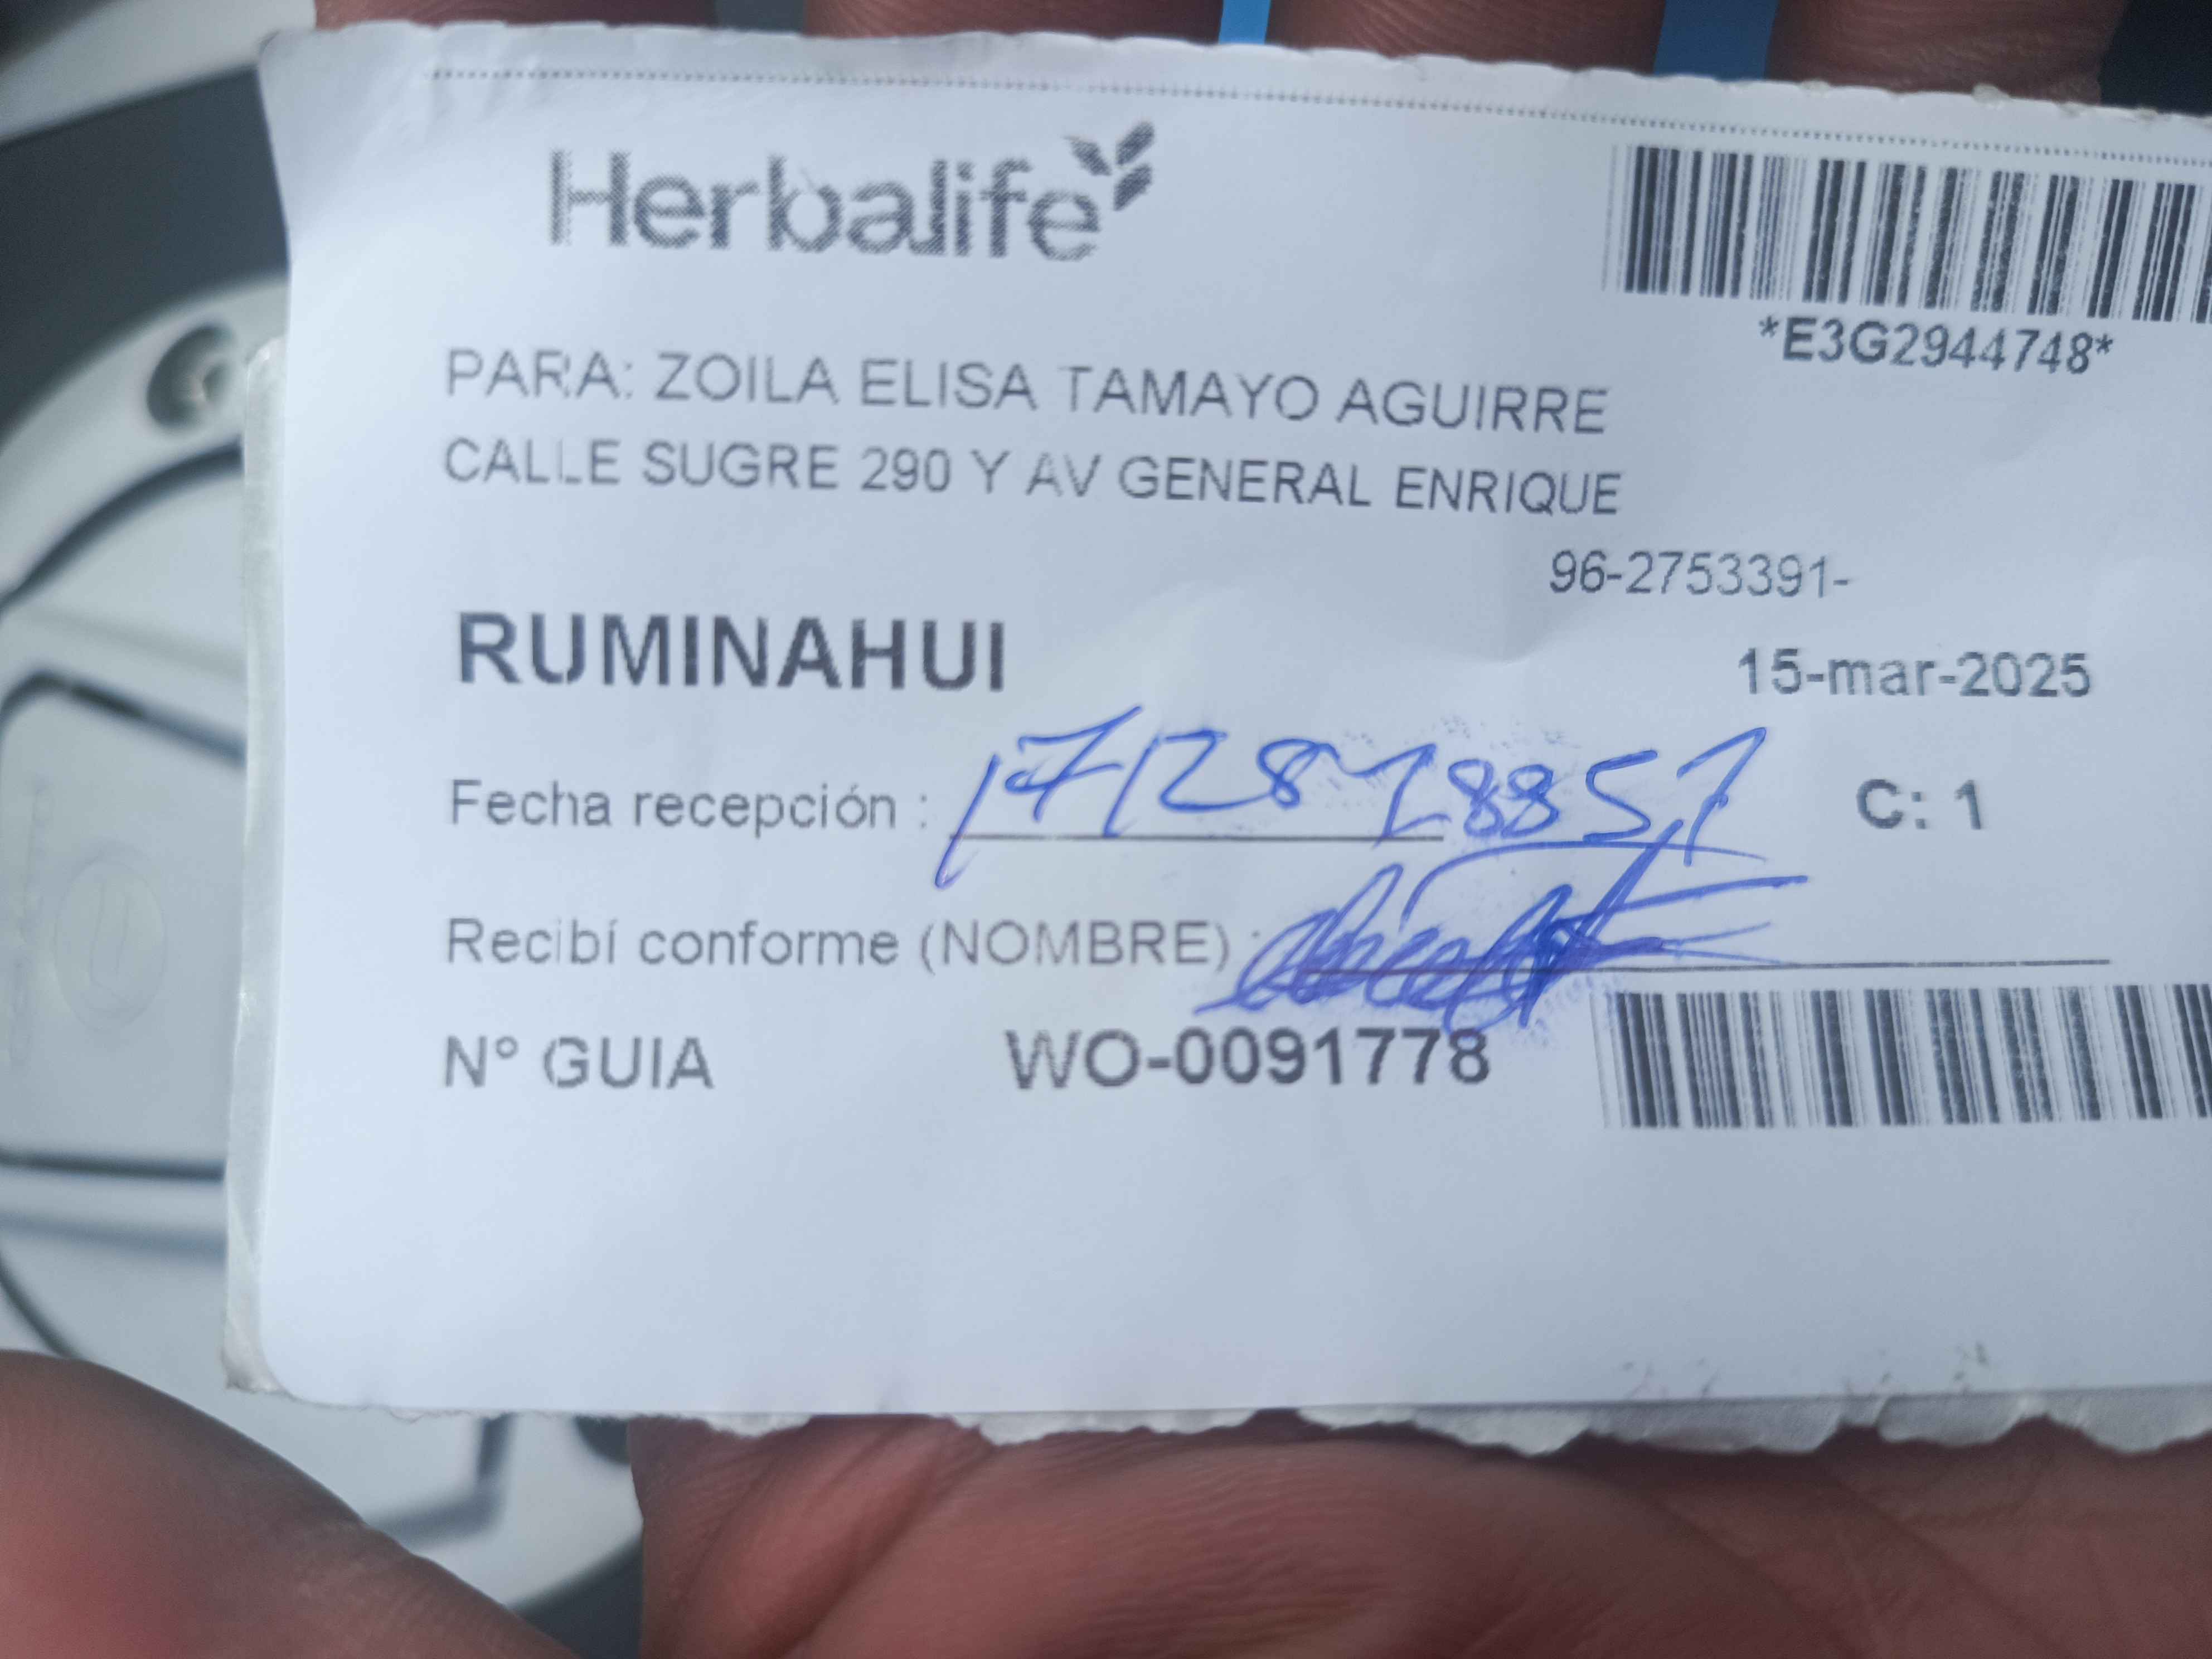 Herbalife
*E3G2944748*
PARA: ZOILA ELISA TAMAYO AGUIRRE
CALLE SUGRE 290 Y AV GENERAL ENRIQUE
96-2753391-
RUMINAHUI
15-mar-2025
Fecha recepción :
C: 1
Recibí conforme (NOMBRE) :
N° GUIA WO-0091778